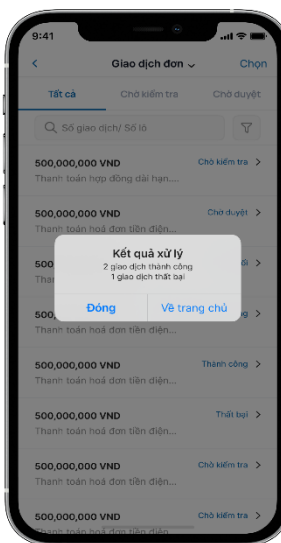 9:41
Giao dịch đơn
Chọn
Tất cả
Chờ kiểm tra
Chờ duyệt
Số giao dịch/ Số lô
500,000,000 VND
Chờ kiểm tra
Thanh toán hợp đồng dài hạn:...
500,000,000 VND
Chờ duyệt
Thanh toán hoá đơn tiền điện...
500
Kết quả xử lý
2 giao dịch thành công
1 giao dịch thất bại
Đóng
Về trang chủ
Thanh toán hoá đơn tiền điện...
500,000,000 VND
Thành công
Thanh toán hoá đơn tiền điện...
500,000,000 VND
Thất bại
Thanh toán hoá đơn tiền điện...
500,000,000 VND
Chờ kiểm tra
Thanh toán hoá đơn tiền điện...
500,000,000 VND
Chờ kiểm tra
Thanh toán hoá đơn tiền điện...